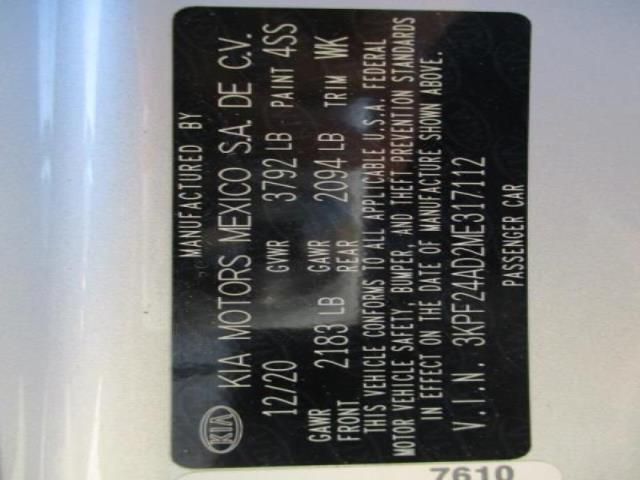 MANUFACTURED BY
KIA KIA MOTORS MEXICO S.A. DE C.V.
12/20 GVWR 3792 LB PAINT 4SS
GAWR FRONT 2183 LB GAWR REAR 2094 LB TRIM WK
THIS VEHICLE CONFORMS TO ALL APPLICABLE U.S.A. FEDERAL
MOTOR VEHICLE SAFETY, BUMPER, AND THEFT PREVENTION STANDARDS
IN EFFECT ON THE DATE OF MANUFACTURE SHOWN ABOVE.
V.I.N. 3KPF24AD2ME317112
PASSENGER CAR
7610